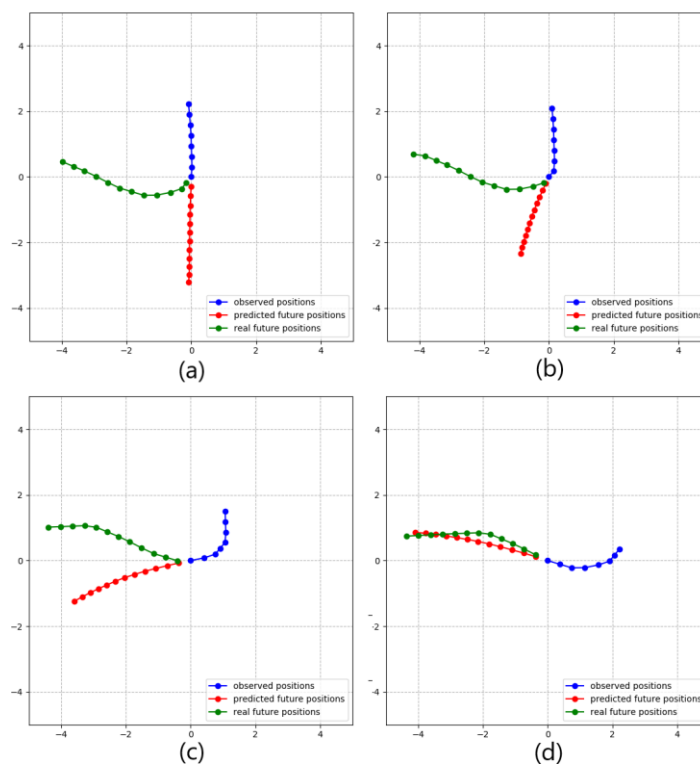 4
2
0
−2
−4
−4 −2 0 2 4
observed positions
predicted future positions
real future positions
(a)
4
2
0
−2
−4
−4 −2 0 2 4
observed positions
predicted future positions
real future positions
(b)
4
2
0
−2
−4
−4 −2 0 2 4
observed positions
predicted future positions
real future positions
(c)
4
2
0
−2
−4
−4 −2 0 2 4
observed positions
predicted future positions
real future positions
(d)